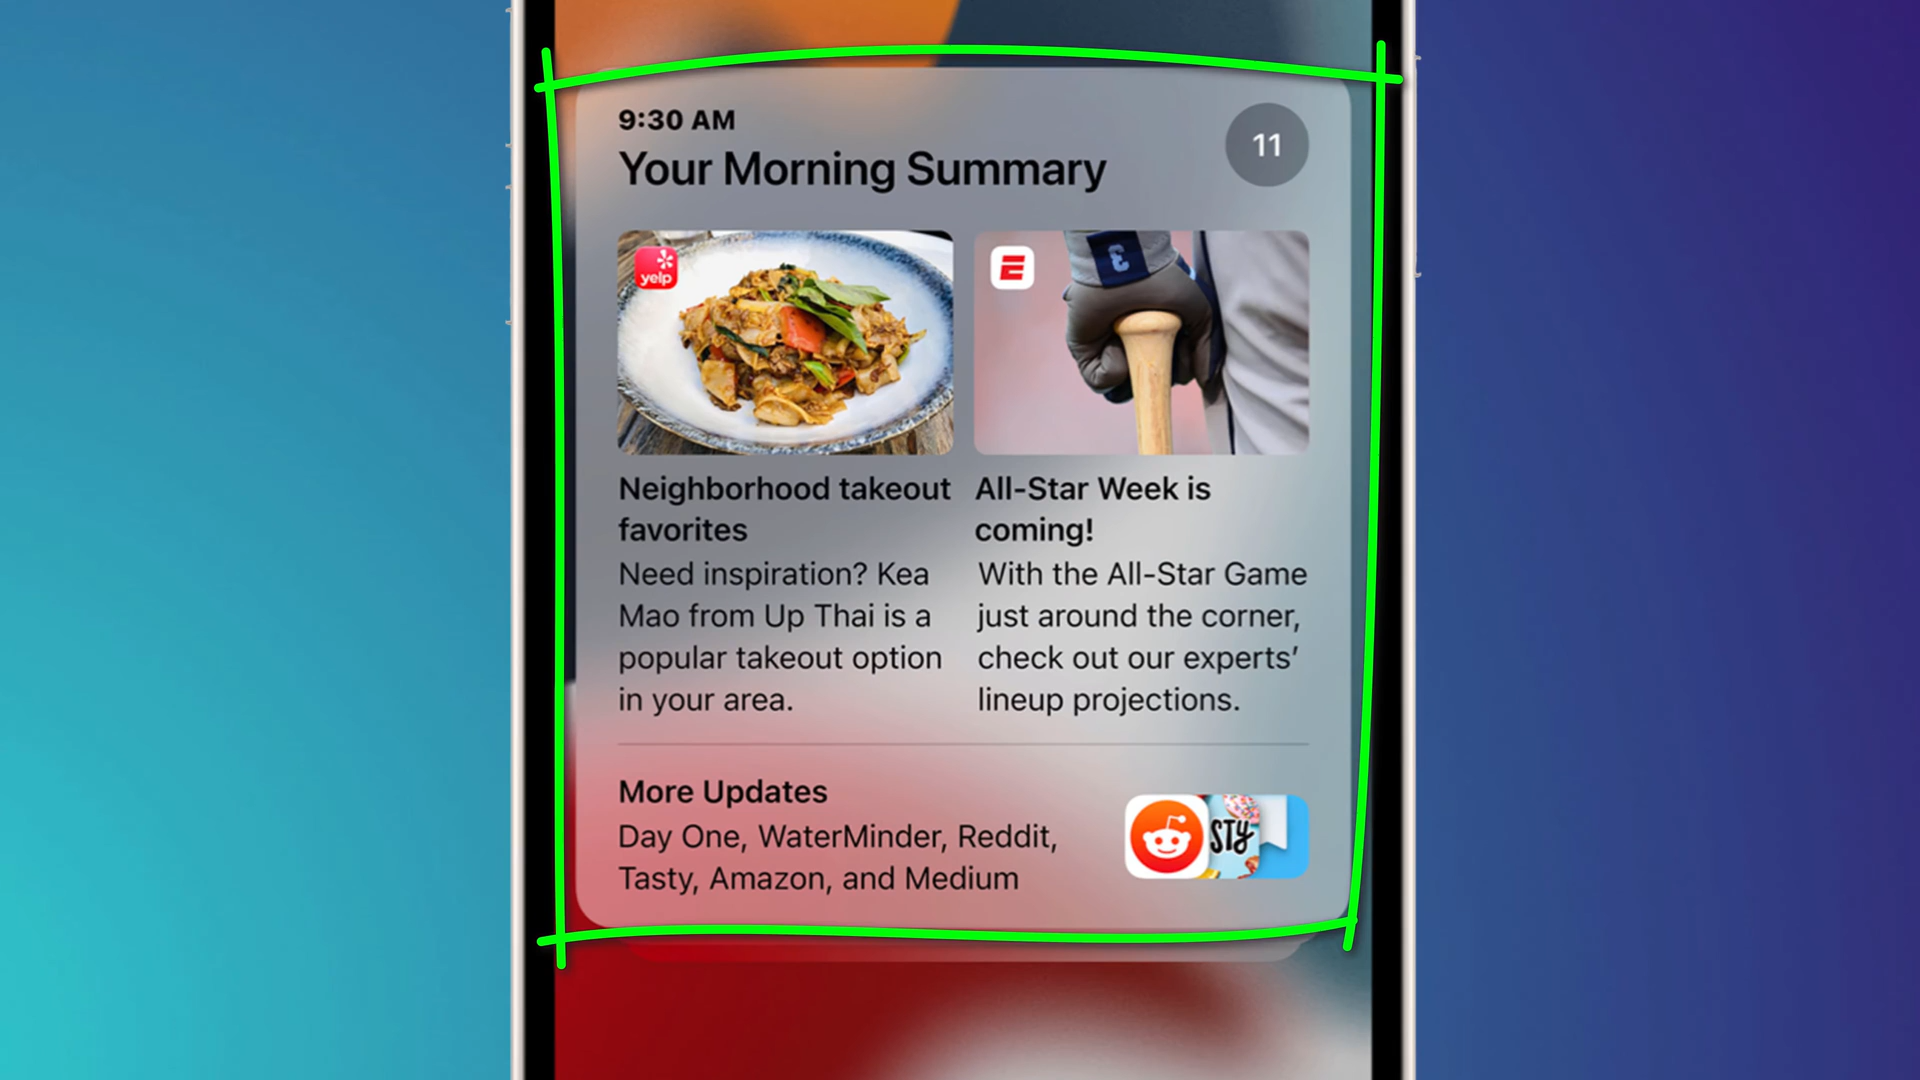 9:30 AM
Your Morning Summary
11
yelp
E
3
Neighborhood takeout
favorites
Need inspiration? Kea
Mao from Up Thai is a
popular takeout option
in your area.
All-Star Week is
coming!
With the All-Star Game
just around the corner,
check out our experts’
lineup projections.
More Updates
Day One, WaterMinder, Reddit,
Tasty, Amazon, and Medium
STY